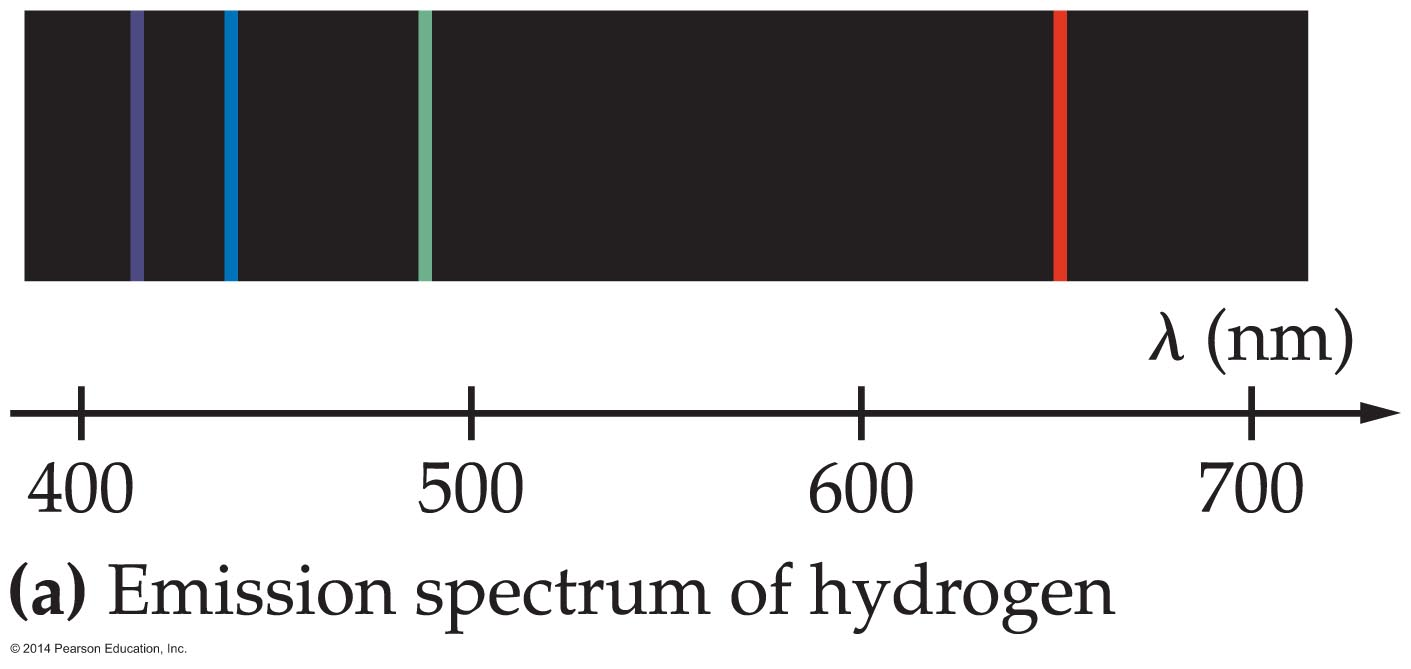 λ (nm)
400 500 600 700
(a) Emission spectrum of hydrogen
© 2014 Pearson Education, Inc.